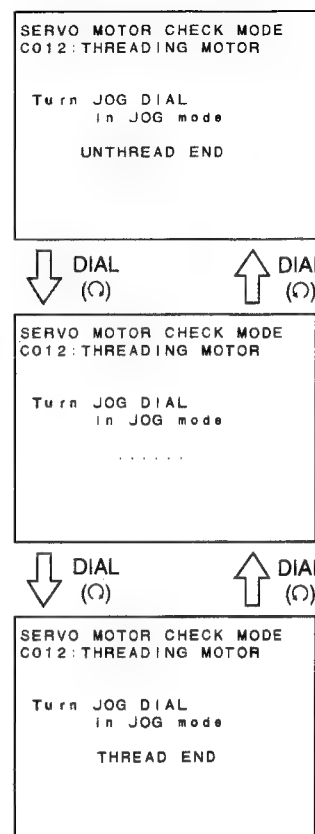 SERVO MOTOR CHECK MODE
C012:THREADING MOTOR
Turn JOG DIAL
in JOG mode
UNTHREAD END
DIAL DIAL
(↻) (↺)
SERVO MOTOR CHECK MODE
C012:THREADING MOTOR
Turn JOG DIAL
in JOG mode
......
DIAL DIAL
(↻) (↺)
SERVO MOTOR CHECK MODE
C012:THREADING MOTOR
Turn JOG DIAL
in JOG mode
THREAD END